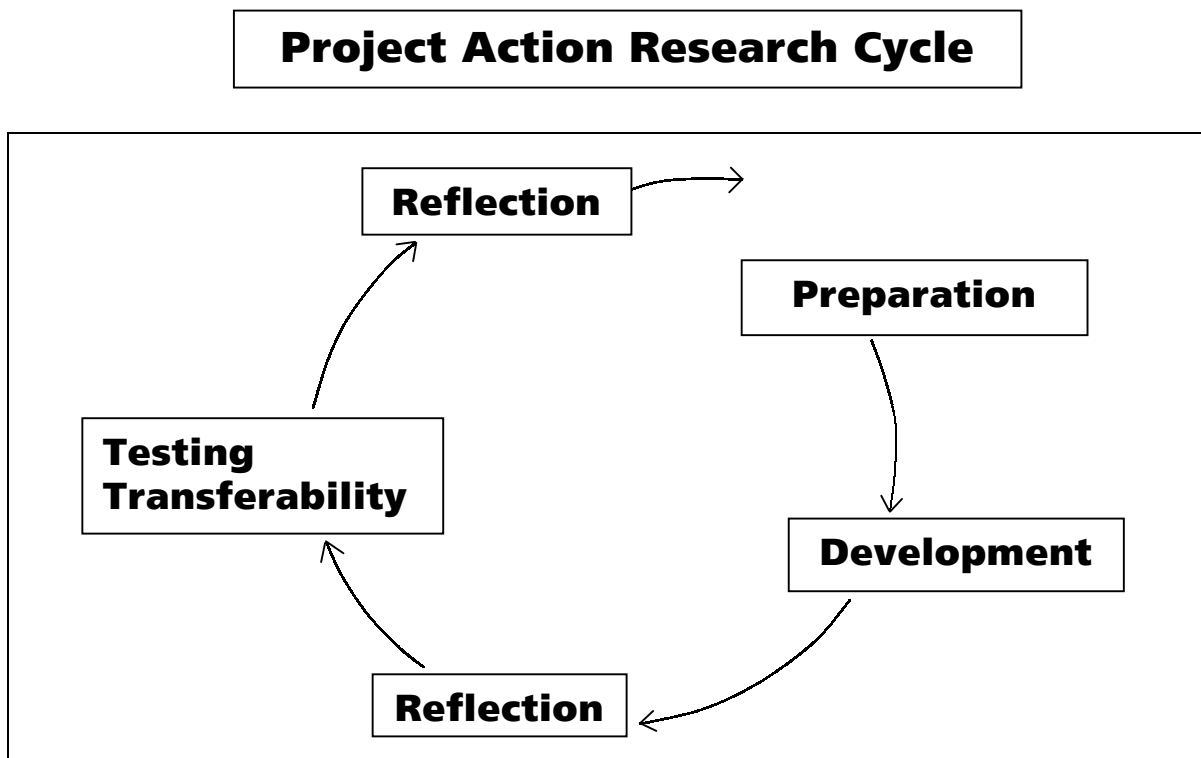 Project Action Research Cycle
Reflection
Preparation
Testing
Transferability
Development
Reflection